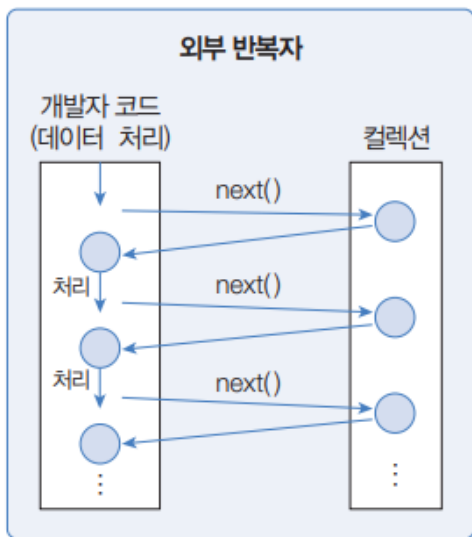 외부 반복자
개발자 코드
(데이터 처리)
컬렉션
next()
처리
next()
처리
next()
⋮
⋮